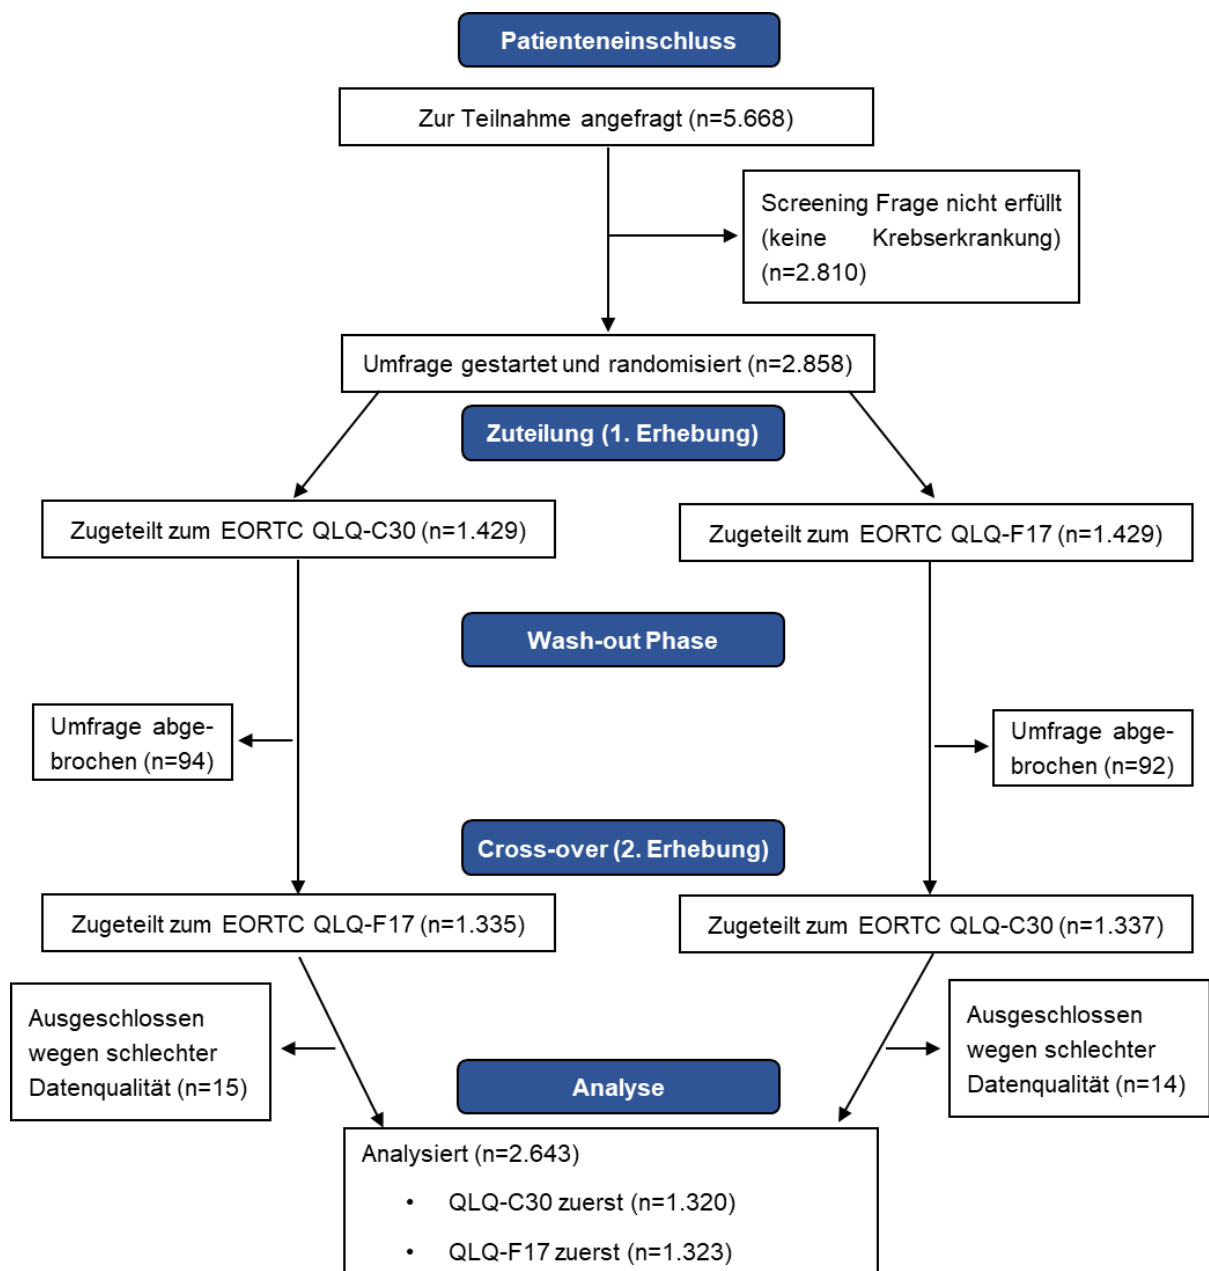 Patienteneinschluss
Zur Teilnahme angefragt (n=5.668)
Screening Frage nicht erfüllt
(keine Krebserkrankung)
(n=2.810)
Umfrage gestartet und randomisiert (n=2.858)
Zuteilung (1. Erhebung)
Zugeteilt zum EORTC QLQ-C30 (n=1.429)
Zugeteilt zum EORTC QLQ-F17 (n=1.429)
Wash-out Phase
Umfrage abge-
brochen (n=94)
Umfrage abge-
brochen (n=92)
Cross-over (2. Erhebung)
Zugeteilt zum EORTC QLQ-F17 (n=1.335)
Zugeteilt zum EORTC QLQ-C30 (n=1.337)
Ausgeschlossen
wegen schlechter
Datenqualität (n=15)
Ausgeschlossen
wegen schlechter
Datenqualität (n=14)
Analyse
Analysiert (n=2.643)
• QLQ-C30 zuerst (n=1.320)
• QLQ-F17 zuerst (n=1.323)